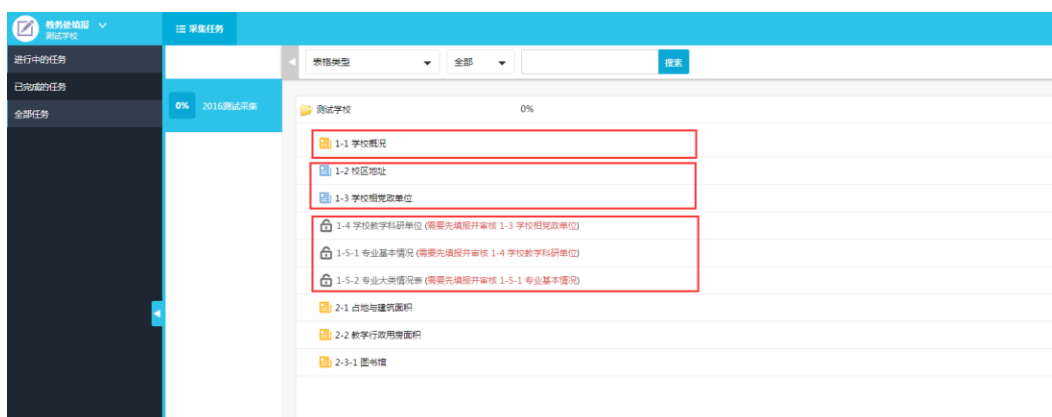 教务处填报
测试学校
采集任务
进行中的任务
已完成的任务
全部任务
0% 2016测试采集
表格类型 全部 搜素
测试学校 0%
1-1 学校概况
1-2 校区地址
1-3 学校相党政单位
1-4 学校教学科研单位 (需要先填报并审核 1-3 学校相党政单位)
1-5-1 专业基本情况 (需要先填报并审核 1-4 学校教学科研单位)
1-5-2 专业大类情况表 (需要先填报并审核 1-5-1 专业基本情况)
2-1 占地与建筑面积
2-2 教学行政用房面积
2-3-1 图书馆